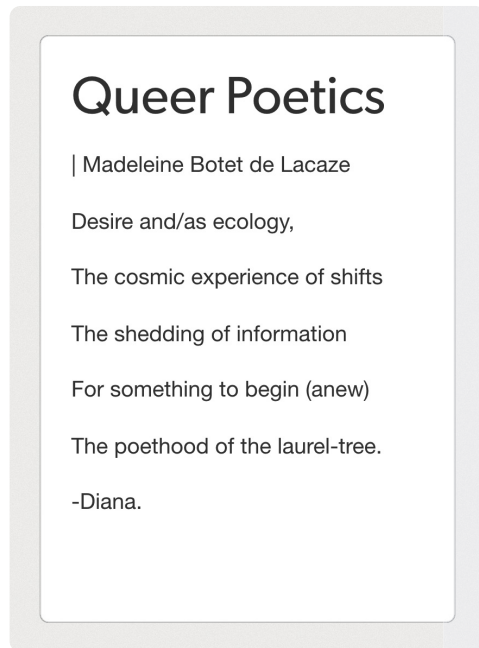 Queer Poetics
| Madeleine Botet de Lacaze
Desire and/as ecology,
The cosmic experience of shifts
The shedding of information
For something to begin (anew)
The poethood of the laurel-tree.
-Diana.